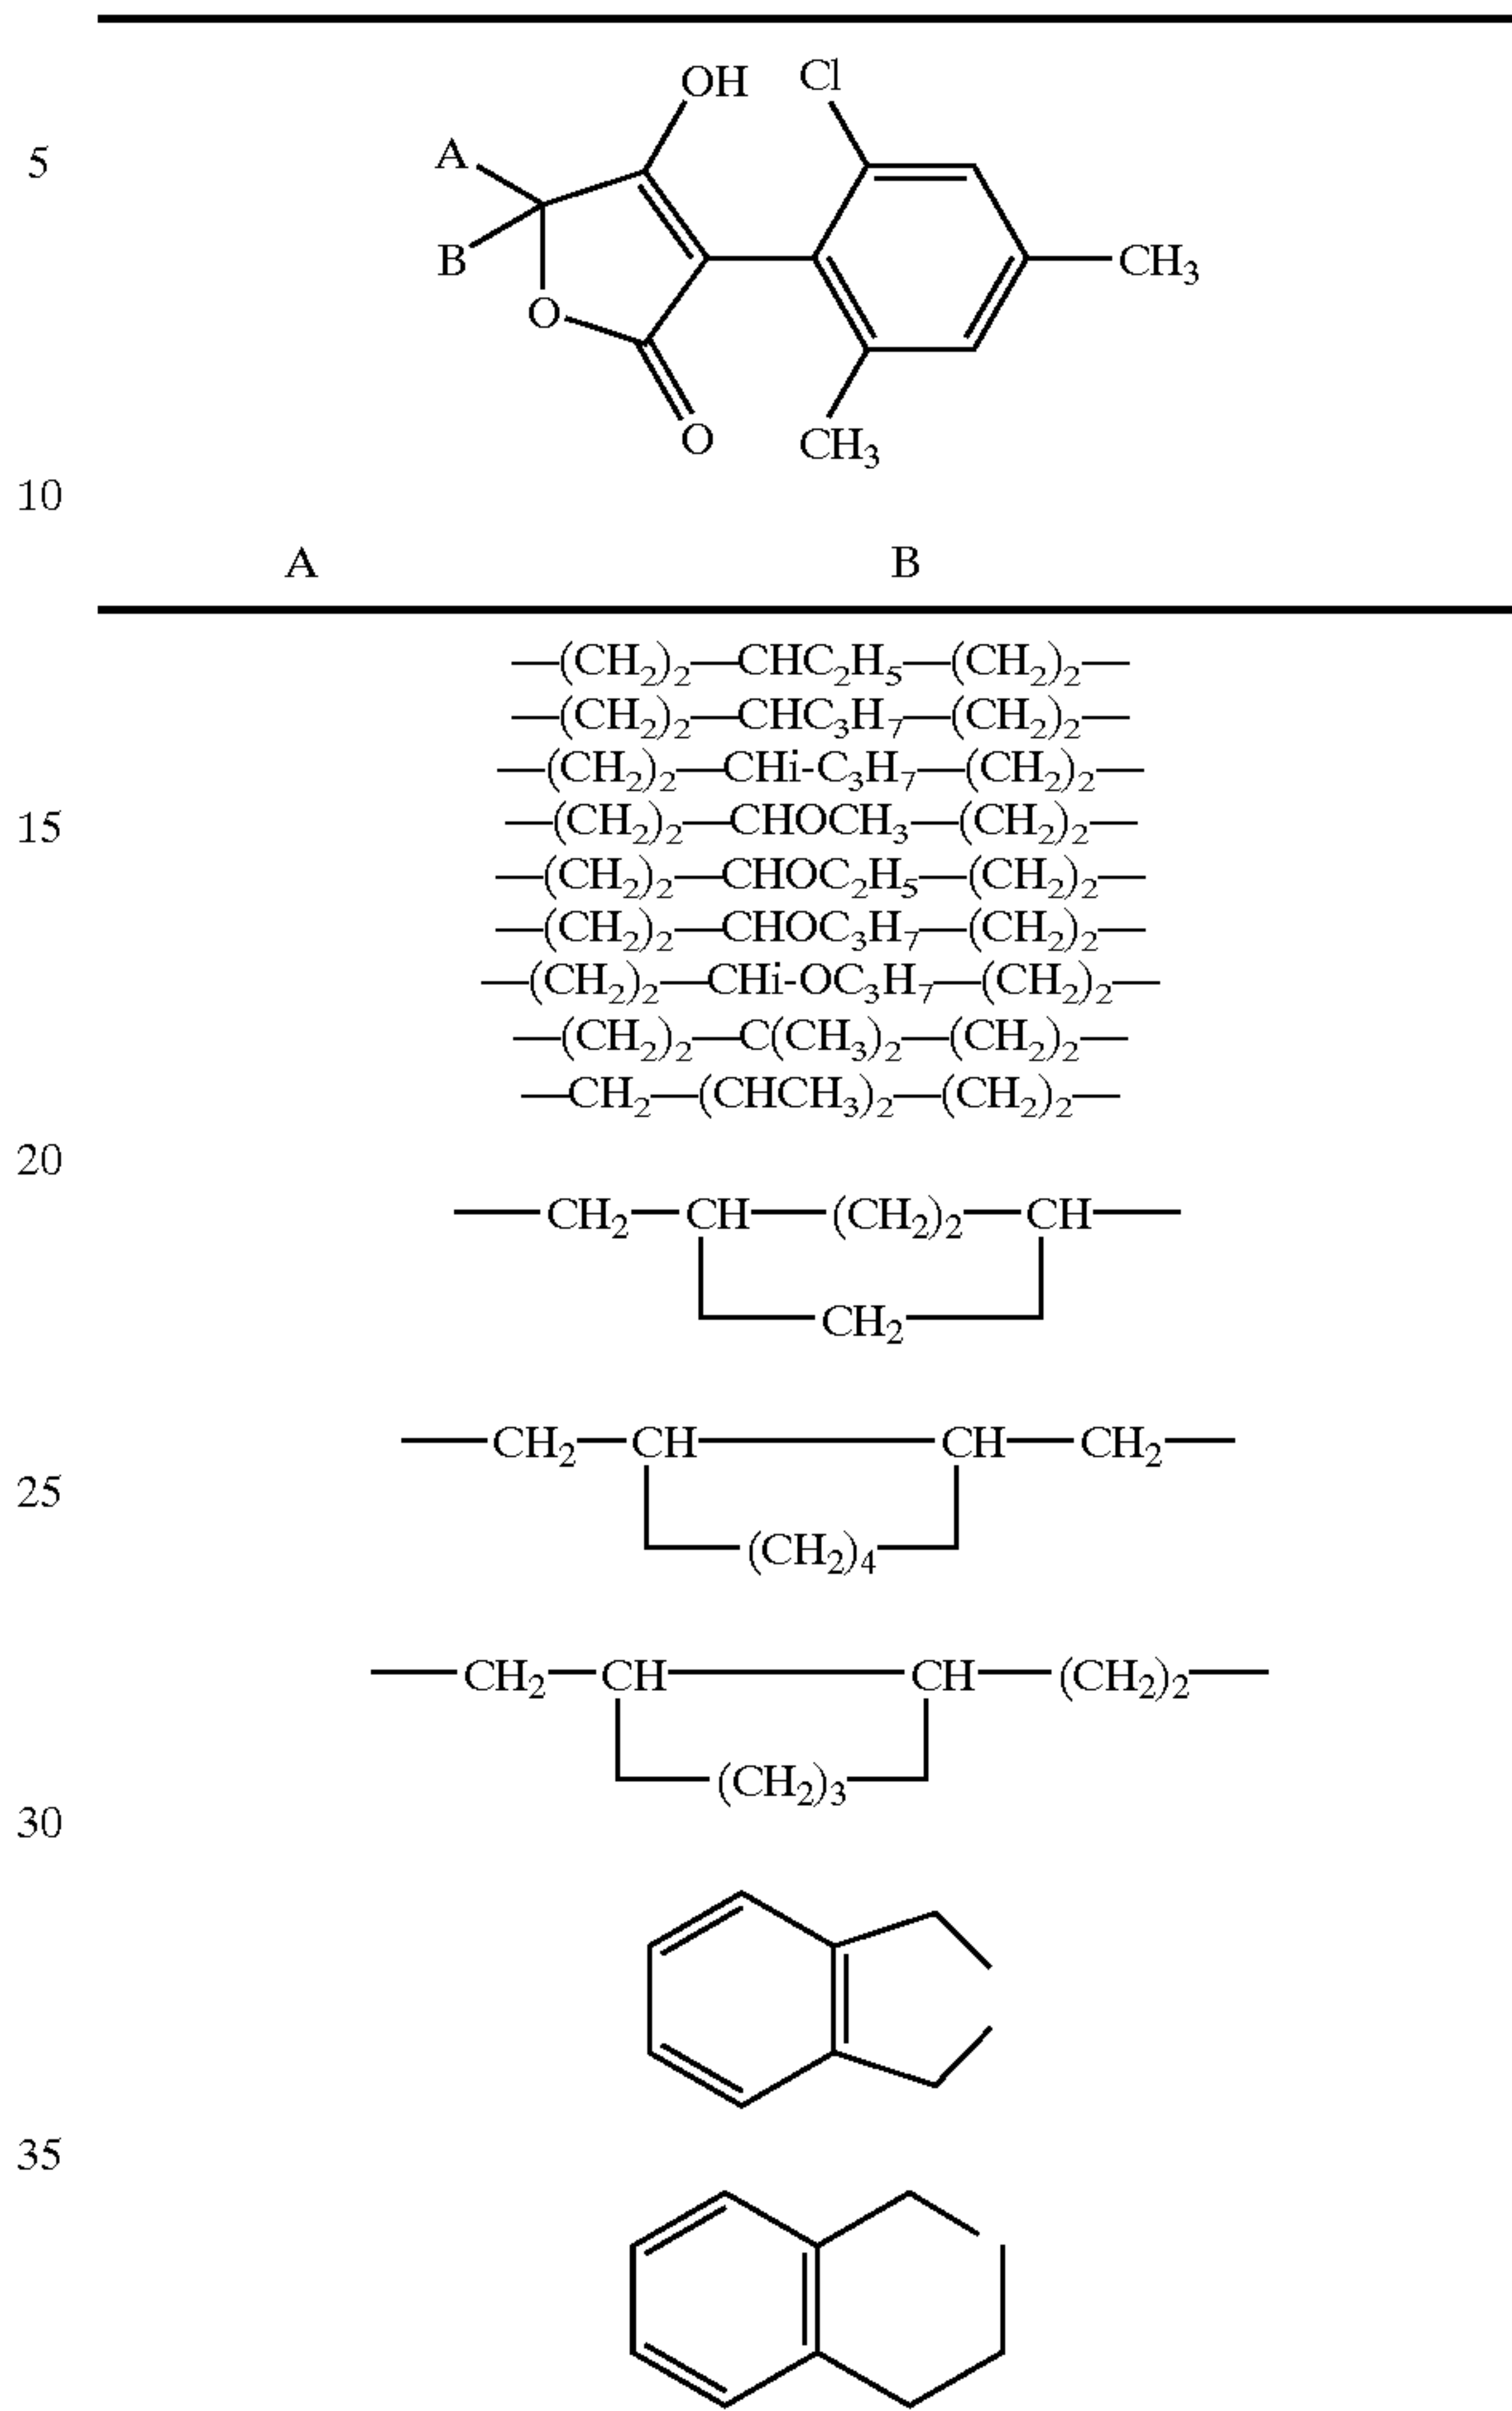 OH Cl
5 A
B CH₃
O
O CH₃
10
A B
—(CH₂)₂—CHC₂H₅—(CH₂)₂—
—(CH₂)₂—CHC₃H₇—(CH₂)₂—
—(CH₂)₂—CHi-C₃H₇—(CH₂)₂—
15 —(CH₂)₂—CHOCH₃—(CH₂)₂—
—(CH₂)₂—CHOC₂H₅—(CH₂)₂—
—(CH₂)₂—CHOC₃H₇—(CH₂)₂—
—(CH₂)₂—CHi-OC₃H₇—(CH₂)₂—
—(CH₂)₂—C(CH₃)₂—(CH₂)₂—
—CH₂—(CHCH₃)₂—(CH₂)₂—
20
—CH₂—CH—(CH₂)₂—CH—
CH₂
—CH₂—CH—CH—CH₂—
25
(CH₂)₄
—CH₂—CH—CH—(CH₂)₂—
(CH₂)₃
30
35